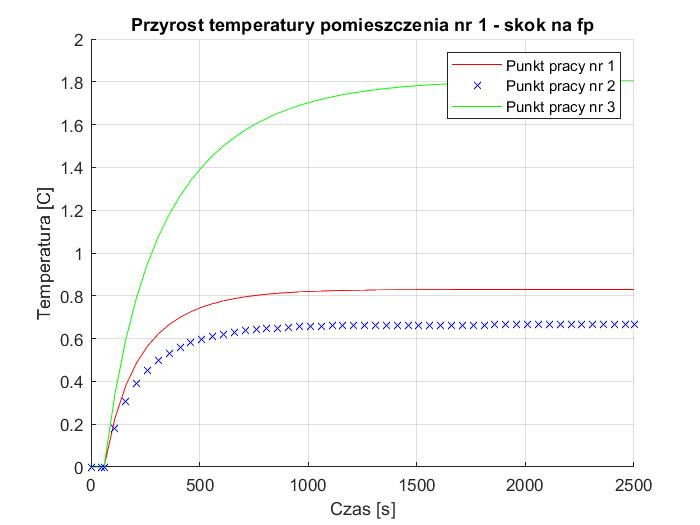 Przyrost temperatury pomieszczenia nr 1 - skok na fp
2
1.8
1.6
1.4
1.2
1
0.8
0.6
0.4
0.2
0
Temperatura [C]
Punkt pracy nr 1
Punkt pracy nr 2
Punkt pracy nr 3
0 500 1000 1500 2000 2500
Czas [s]